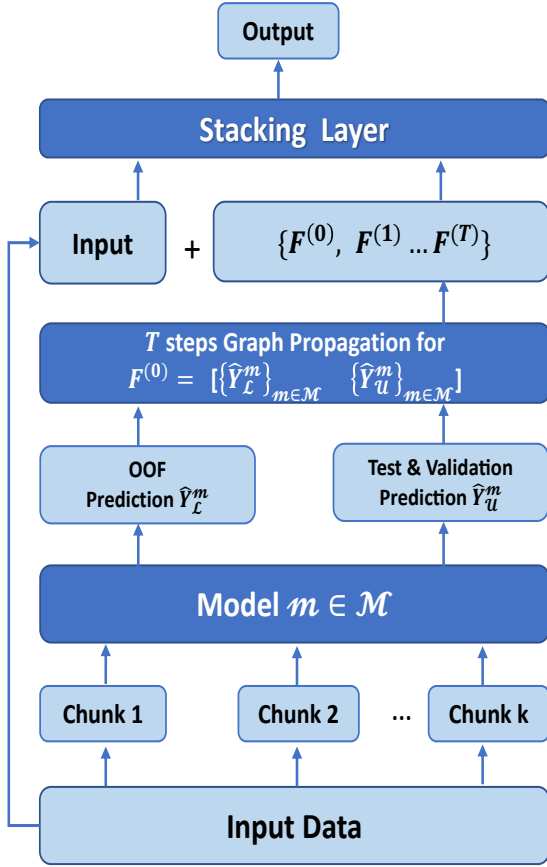 Output
Stacking Layer
Input + {F^(0), F^(1) ... F^(T)}
T steps Graph Propagation for
F^(0) = [{Ŷ_ℒ^m}_{m∈ℳ} {Ŷ_𝒰^m}_{m∈ℳ}]
OOF
Prediction Ŷ_ℒ^m
Test & Validation
Prediction Ŷ_𝒰^m
Model m ∈ ℳ
Chunk 1 Chunk 2 ... Chunk k
Input Data